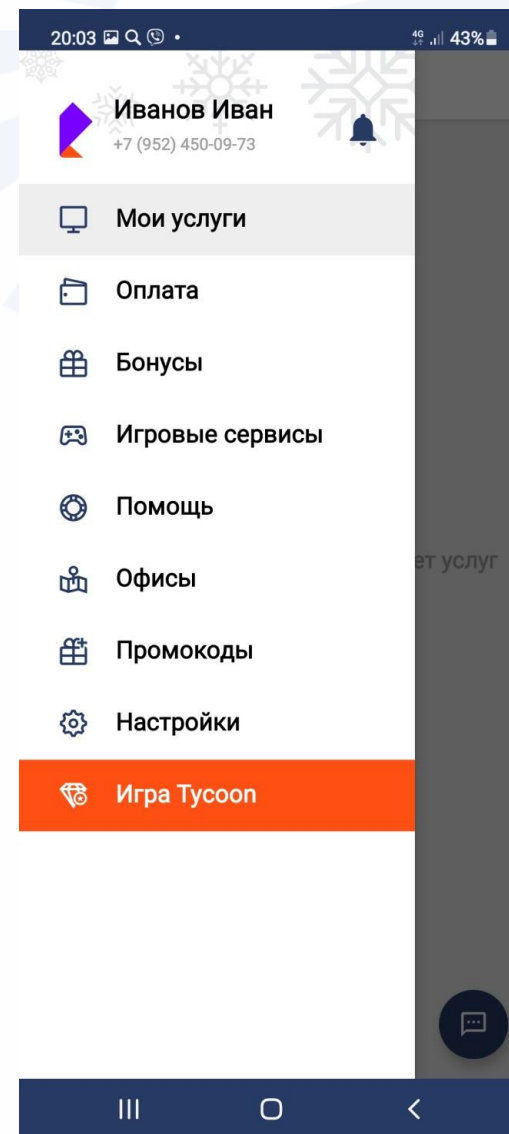 20:03
4G 43%
Иванов Иван
+7 (952) 450-09-73
Мои услуги
Оплата
Бонусы
Игровые сервисы
Помощь
ет услуг
Офисы
Промокоды
Настройки
Игра Tycoon